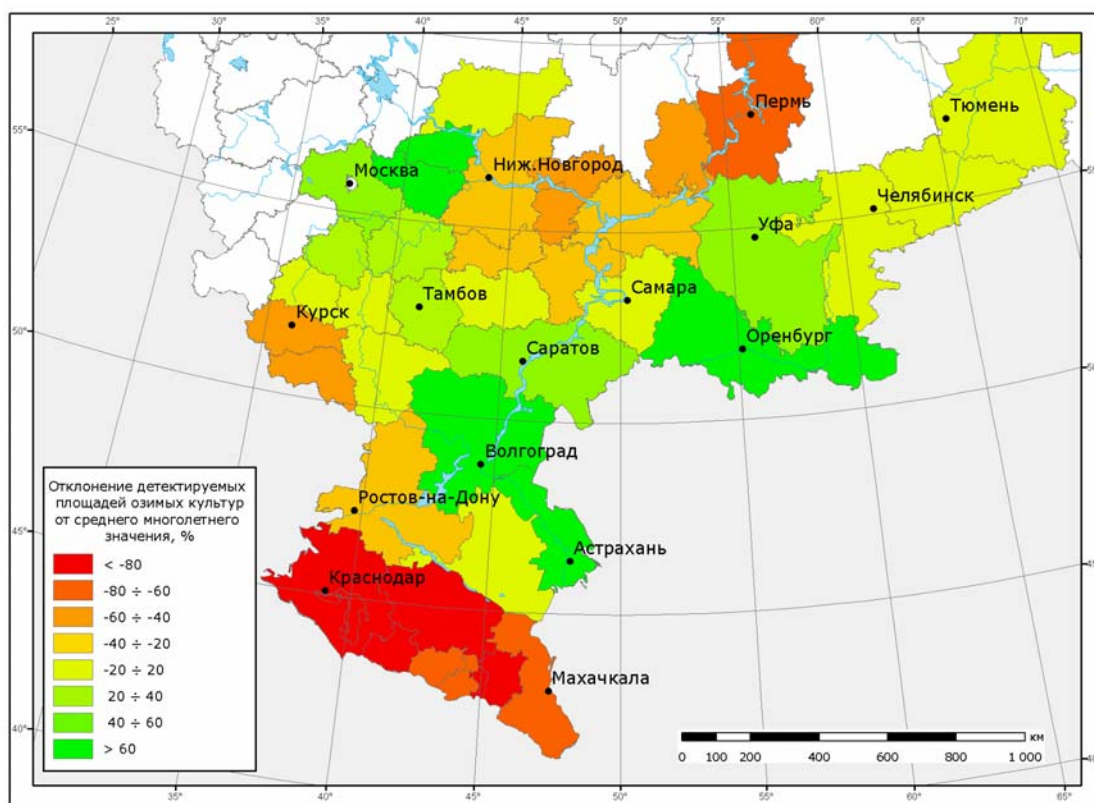 25° 35° 40° 45° 50° 55° 60° 70°
55°
Пермь
Тюмень
Москва
Ниж.Новгород
55°
Челябинск
Уфа
Самара
Тамбов
Курск
50°
Оренбург
Саратов
50°
Волгоград
Ростов-на-Дону
45°
Астрахань
45°
Краснодар
Махачкала
40°
Отклонение детектируемых
площадей озимых культур
от среднего многолетнего
значения, %
< -80
-80 ÷ -60
-60 ÷ -40
-40 ÷ -20
-20 ÷ 20
20 ÷ 40
40 ÷ 60
> 60
км
0 100 200 400 600 800 1 000
35° 40° 45° 50° 55° 60° 65°